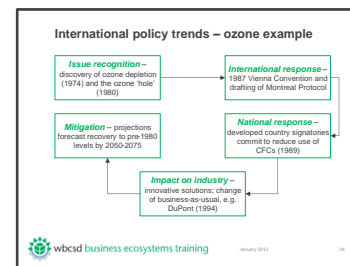 International policy trends – ozone example
Issue recognition –
discovery of ozone depletion
(1974) and the ozone 'hole'
(1980)
International response –
1987 Vienna Convention and
drafting of Montreal Protocol
National response –
developed country signatories
commit to reduce use of
CFCs (1989)
Impact on industry –
innovative solutions; change
of business-as-usual, e.g.
DuPont (1994)
Mitigation – projections
forecast recovery to pre-1980
levels by 2050-2075
wbcsd business ecosystems training
January 2012
34